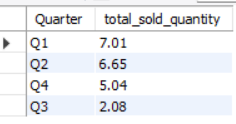 Quarter total_sold_quantity
Q1 7.01
Q2 6.65
Q4 5.04
Q3 2.08